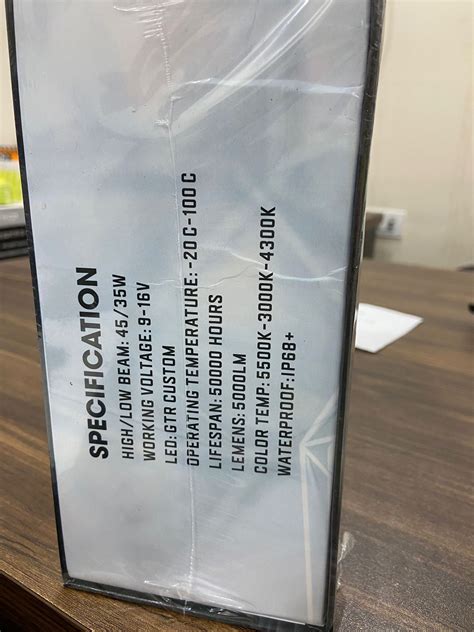 SPECIFICATION
HIGH/LOW BEAM: 45/35W
WORKING VOLTAGE: 9-16V
LED: GTR CUSTOM
OPERATING TEMPERATURE: -20 C-100 C
LIFESPAN: 50000 HOURS
LEMENS: 5000LM
COLOR TEMP: 5500K-3000K-4300K
WATERPROOF: IP68+